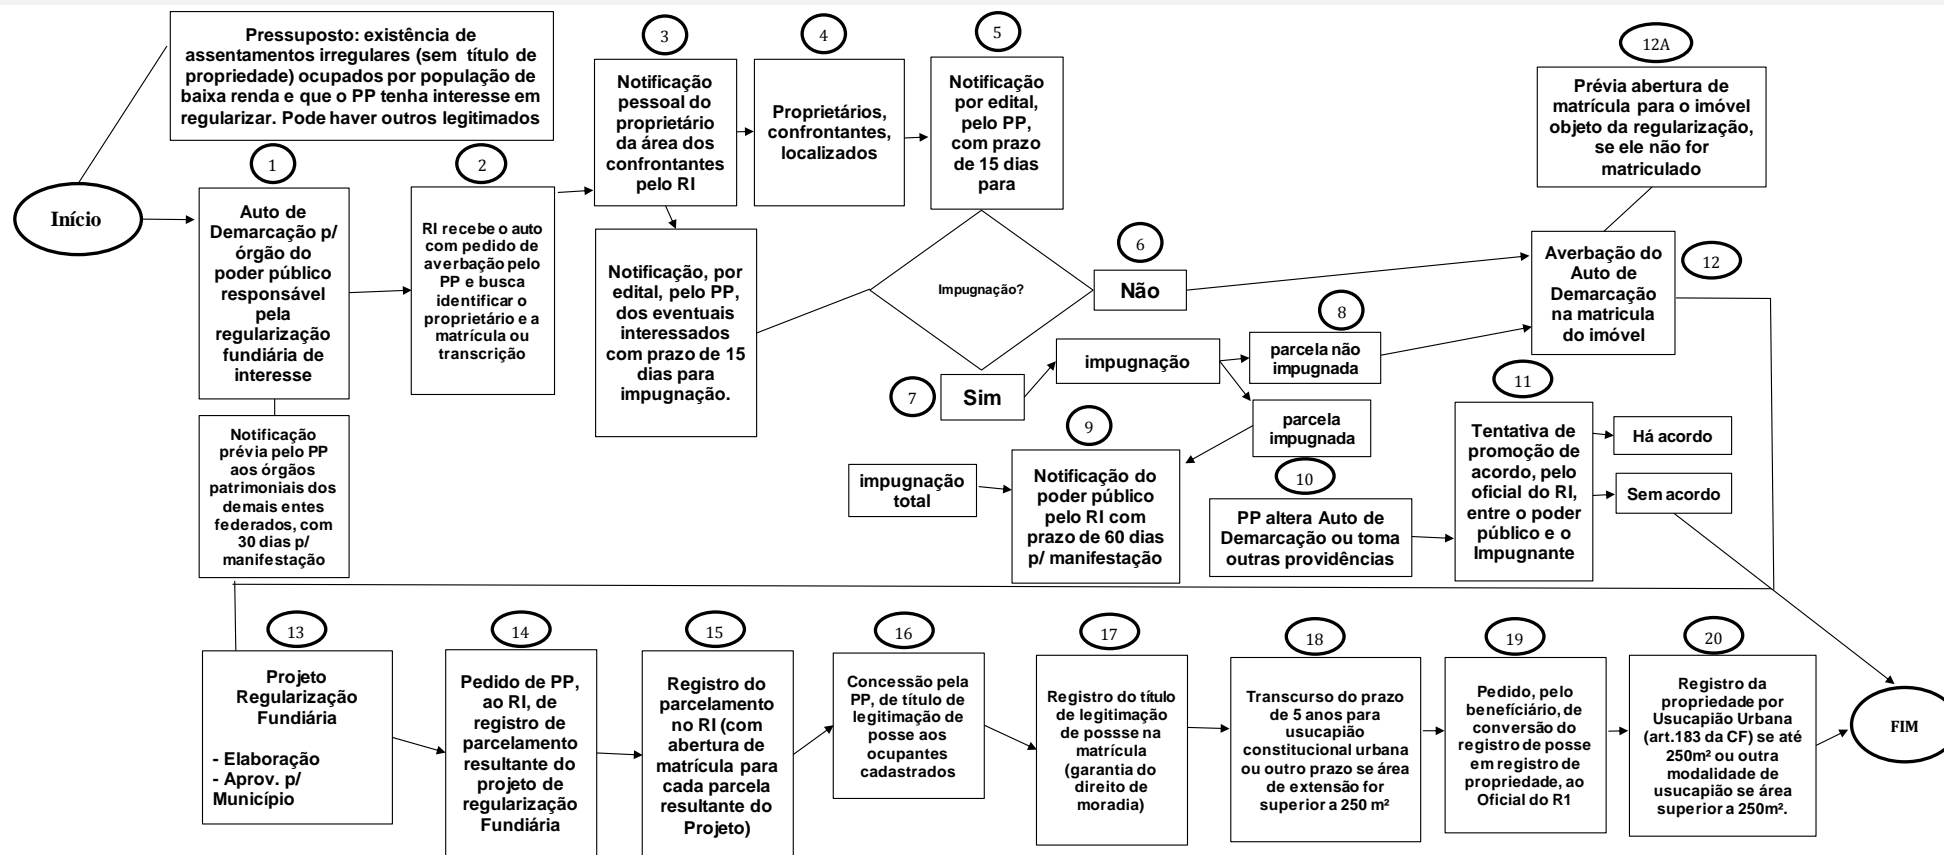 Início
Pressuposto: existência de
assentamentos irregulares (sem título de
propriedade) ocupados por população de
baixa renda e que o PP tenha interesse em
regularizar. Pode haver outros legitimados
1
Auto de
Demarcação p/
órgão do
poder público
responsável
pela
regularização
fundiária de
interesse
Notificação
prévia pelo PP
aos órgãos
patrimoniais dos
demais entes
federados, com
30 dias p/
manifestação
2
RI recebe o auto
com pedido de
averbação pelo
PP e busca
identificar o
proprietário e a
matrícula ou
transcrição
3
Notificação
pessoal do
proprietário
da área dos
confrontantes
pelo RI
Notificação, por
edital, pelo PP,
dos eventuais
interessados
com prazo de 15
dias para
impugnação.
4
Proprietários,
confrontantes,
localizados
5
Notificação
por edital,
pelo PP,
com prazo
de 15 dias
para
Impugnação?
6
Não
7
Sim
impugnação
8
parcela não
impugnada
parcela
impugnada
impugnação
total
9
Notificação do
poder público
pelo RI com
prazo de 60 dias
p/ manifestação
10
PP altera Auto de
Demarcação ou toma
outras providências
11
Tentativa de
promoção de
acordo, pelo
oficial do RI,
entre o poder
público e o
Impugnante
Há acordo
Sem acordo
12A
Prévia abertura de
matrícula para o imóvel
objeto da regularização,
se ele não for
matriculado
12
Averbação do
Auto de
Demarcação
na matricula
do imóvel
13
Projeto
Regularização
Fundiária
- Elaboração
- Aprov. p/
Município
14
Pedido de PP,
ao RI, de
registro de
parcelamento
resultante do
projeto de
regularização
Fundiária
15
Registro do
parcelamento
no RI (com
abertura de
matrícula para
cada parcela
resultante do
Projeto)
16
Concessão pela
PP, de título de
legitimação de
posse aos
ocupantes
cadastrados
17
Registro do título
de legitimação
de possse na
matrícula
(garantia do
direito de
moradia)
18
Transcurso do prazo
de 5 anos para
usucapião
constitucional urbana
ou outro prazo se área
de extensão for
superior a 250 m²
19
Pedido, pelo
beneficiário, de
conversão do
registro de posse
em registro de
propriedade, ao
Oficial do R1
20
Registro da
propriedade por
Usucapião Urbana
(art.183 da CF) se até
250m² ou outra
modalidade de
usucapião se área
superior a 250m².
FIM